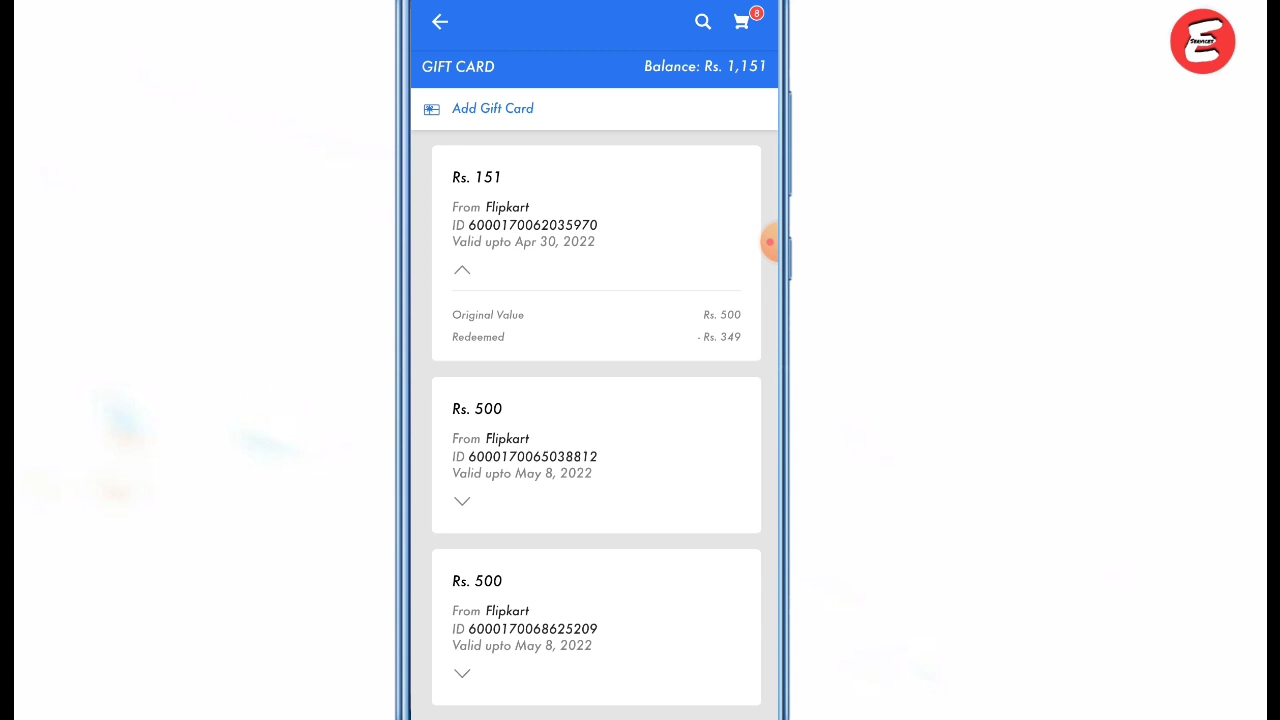 8
GIFT CARD Balance: Rs. 1,151
Add Gift Card
Rs. 151
From Flipkart
ID 6000170062035970
Valid upto Apr 30, 2022
Original Value Rs. 500
Redeemed - Rs. 349
Rs. 500
From Flipkart
ID 6000170065038812
Valid upto May 8, 2022
Rs. 500
From Flipkart
ID 6000170068625209
Valid upto May 8, 2022
E
SERVICES